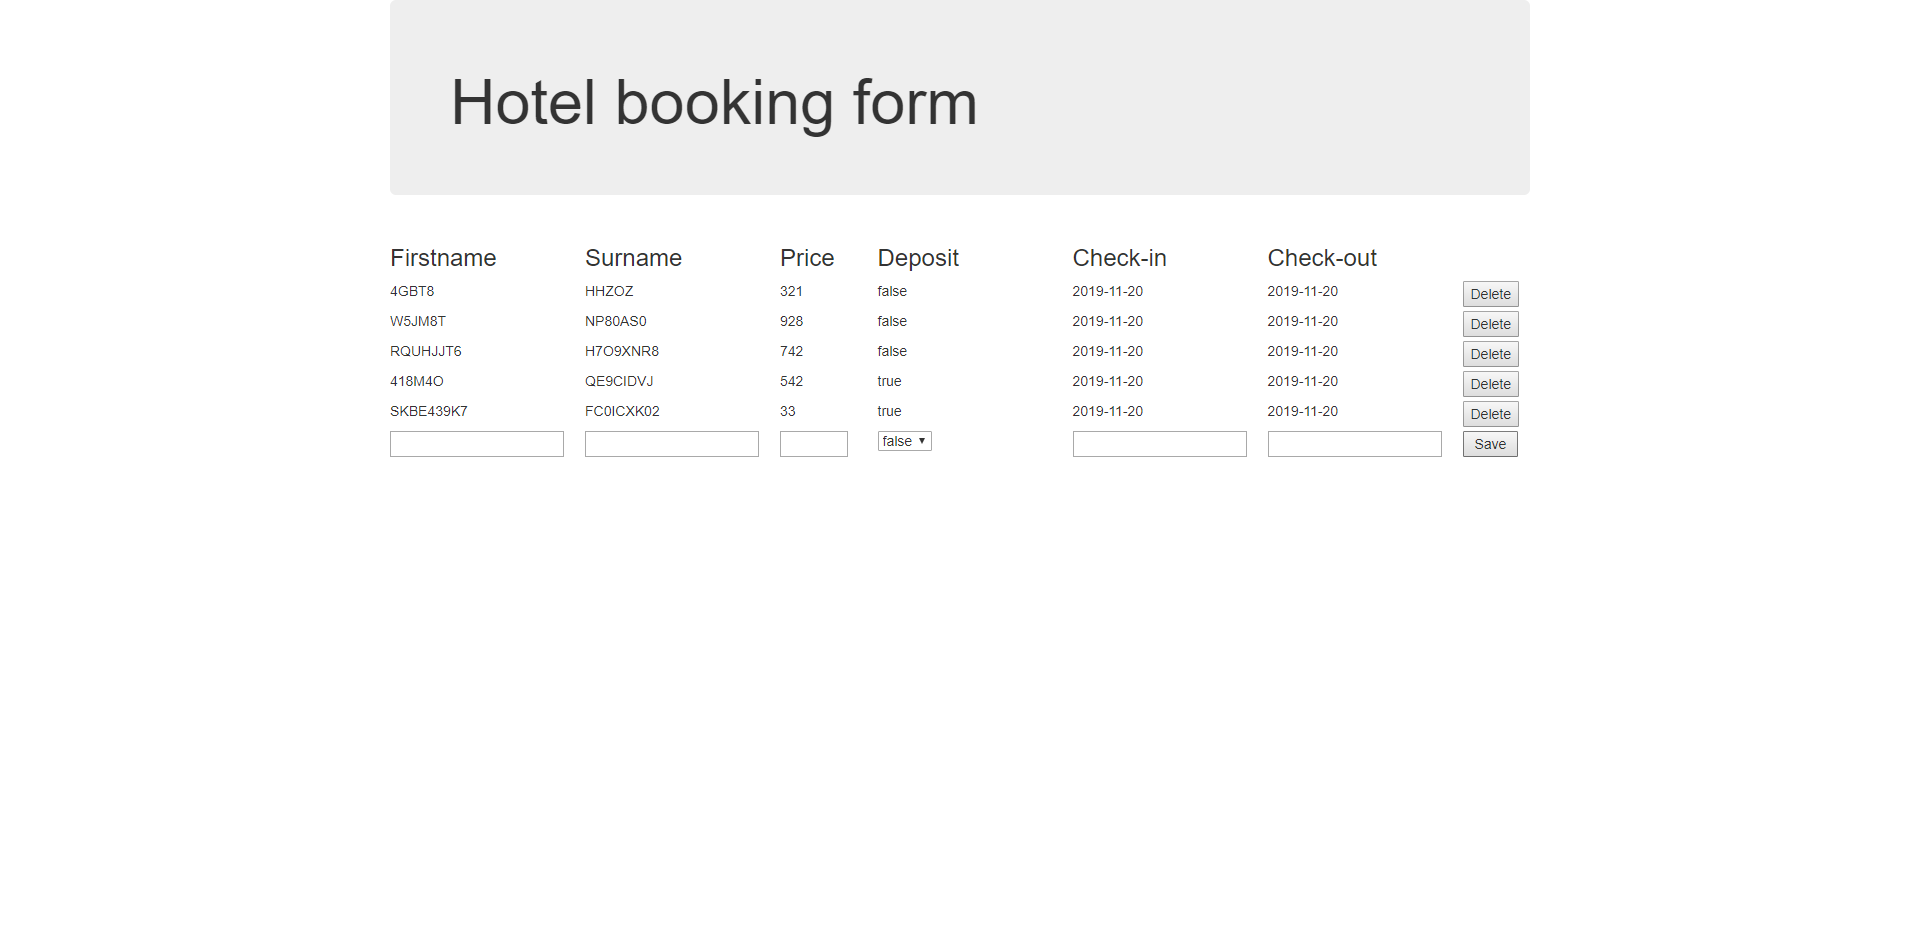 Hotel booking form
Firstname Surname Price Deposit Check-in Check-out
4GBT8 HHZOZ 321 false 2019-11-20 2019-11-20 Delete
W5JM8T NP80AS0 928 false 2019-11-20 2019-11-20 Delete
RQUHJJT6 H7O9XNR8 742 false 2019-11-20 2019-11-20 Delete
418M4O QE9CIDVJ 542 true 2019-11-20 2019-11-20 Delete
SKBE439K7 FC0ICXK02 33 true 2019-11-20 2019-11-20 Delete
false Save